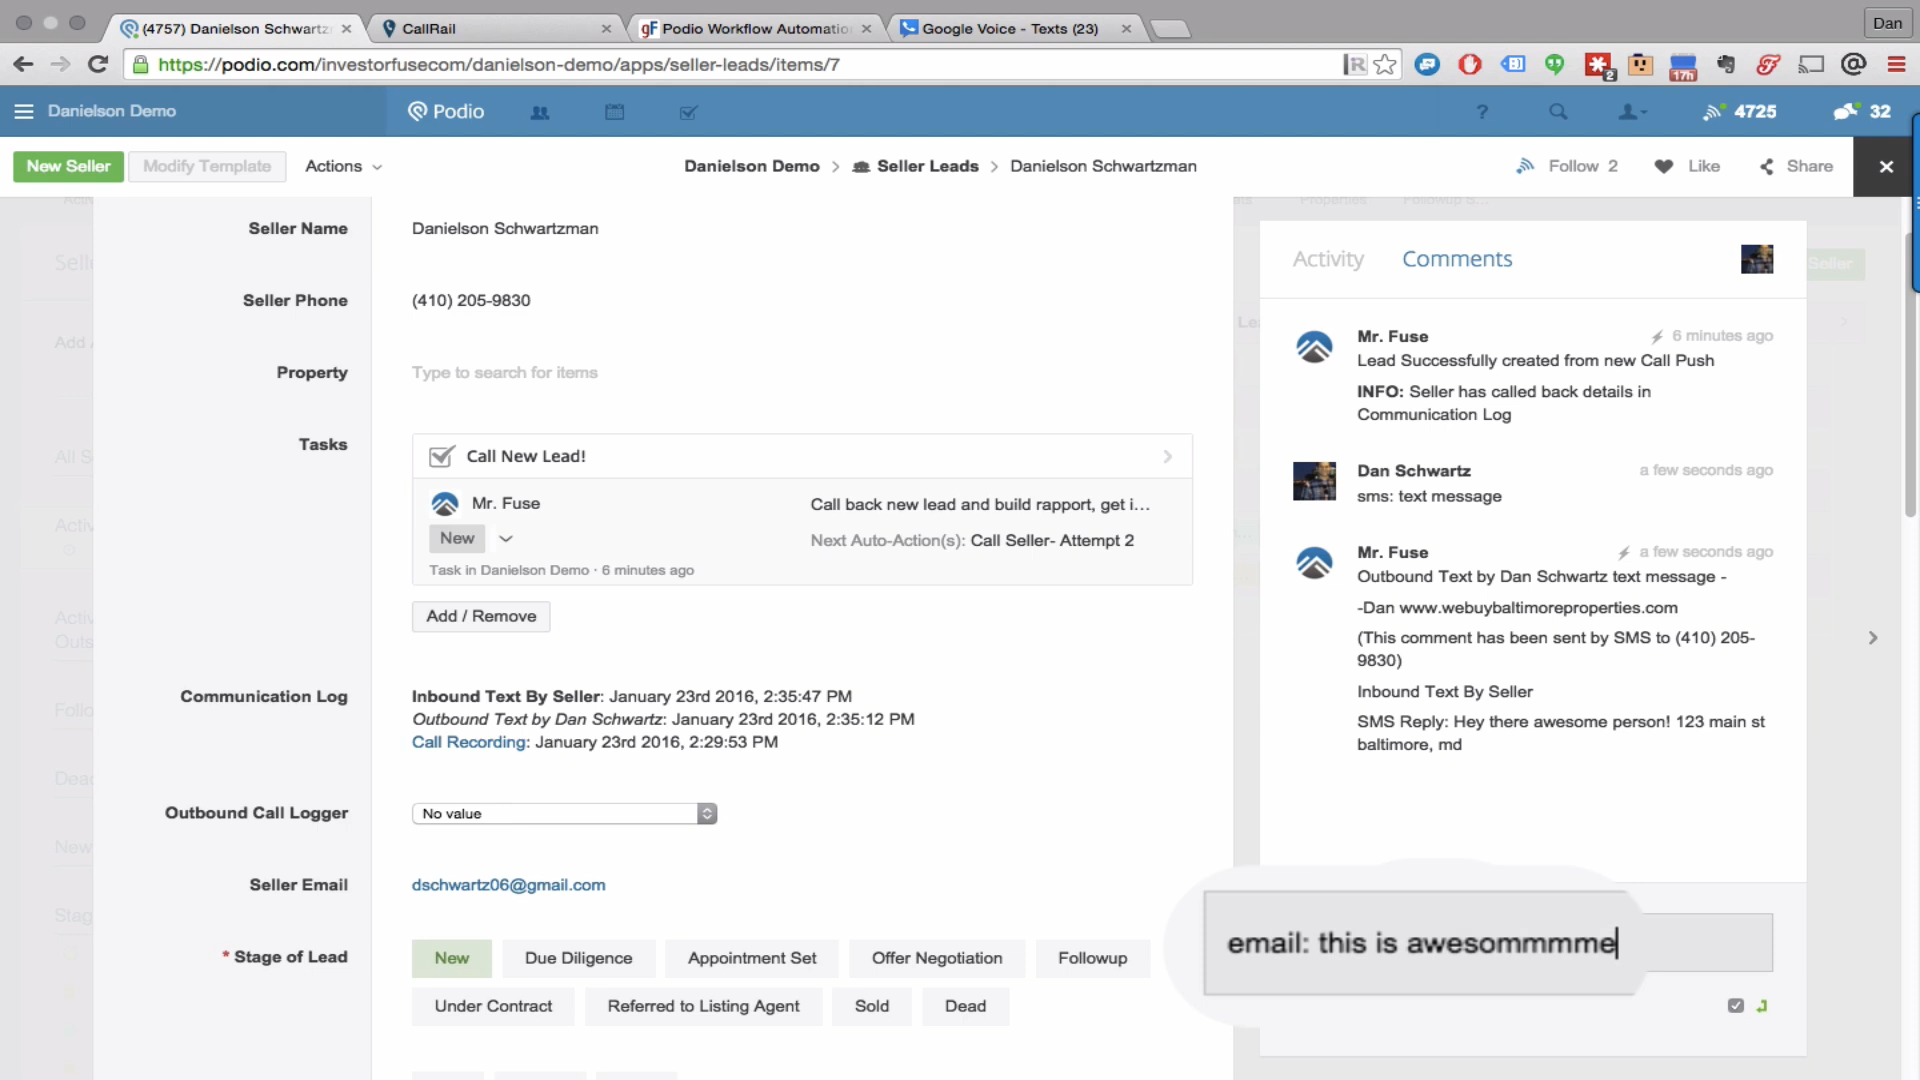 (4757) Danielson Schwartz
CallRail
gF Podio Workflow Automatio
Google Voice - Texts (23)
Dan
https://podio.com/investorfusecom/danielson-demo/apps/seller-leads/items/7
2
17h
Danielson Demo
Podio
?
4725
32
New Seller
Modify Template
Actions
Danielson Demo > Seller Leads > Danielson Schwartzman
Follow 2
Like
Share
Seller Name
Danielson Schwartzman
Seller Phone
(410) 205-9830
Property
Type to search for items
Tasks
Call New Lead!
Mr. Fuse
Call back new lead and build rapport, get i…
New
Next Auto-Action(s): Call Seller- Attempt 2
Task in Danielson Demo · 6 minutes ago
Add / Remove
Communication Log
Inbound Text By Seller: January 23rd 2016, 2:35:47 PM
Outbound Text by Dan Schwartz: January 23rd 2016, 2:35:12 PM
Call Recording: January 23rd 2016, 2:29:53 PM
Outbound Call Logger
No value
Seller Email
dschwartz06@gmail.com
* Stage of Lead
New
Due Diligence
Appointment Set
Offer Negotiation
Followup
Under Contract
Referred to Listing Agent
Sold
Dead
Activity
Comments
Mr. Fuse
6 minutes ago
Lead Successfully created from new Call Push
INFO: Seller has called back details in
Communication Log
Dan Schwartz
a few seconds ago
sms: text message
Mr. Fuse
a few seconds ago
Outbound Text by Dan Schwartz text message -
-Dan www.webuybaltimoreproperties.com
(This comment has been sent by SMS to (410) 205-
9830)
Inbound Text By Seller
SMS Reply: Hey there awesome person! 123 main st
baltimore, md
email: this is awesommmme